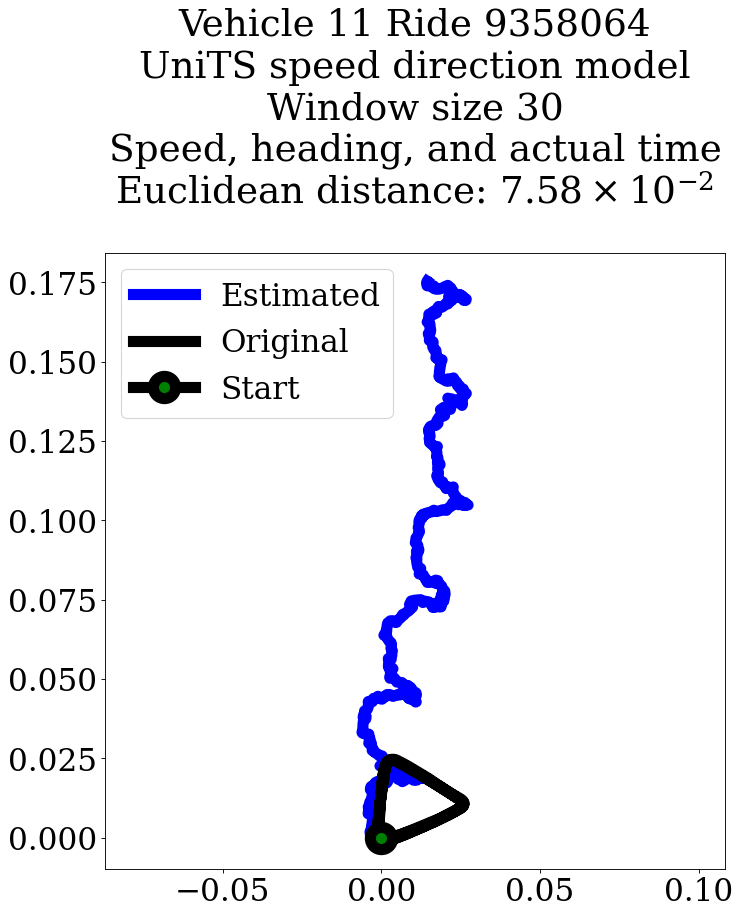 Vehicle 11 Ride 9358064
UniTS speed direction model
Window size 30
Speed, heading, and actual time
Euclidean distance: 7.58 × 10⁻²
Estimated
Original
Start
0.175
0.150
0.125
0.100
0.075
0.050
0.025
0.000
−0.05
0.00
0.05
0.10